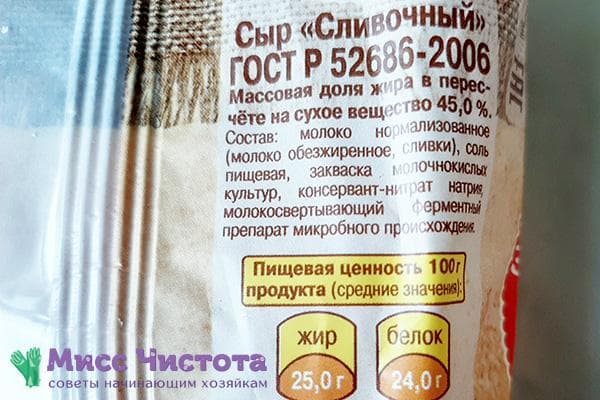 Сыр «Сливочный»
ГОСТ Р 52686-2006
Массовая доля жира в перес-
чёте на сухое вещество 45,0 %.
Состав: молоко нормализованное
(молоко обезжиренное, сливки), соль
пищевая, закваска молочнокислых
культур, консервант-нитрат натрия,
молокосвертывающий ферментный
препарат микробного происхождения.
Пищевая ценность 100 г
продукта (средние значения):
жир белок
25,0 г 24,0 г
Мисс Чистота
советы начинающим хозяйкам